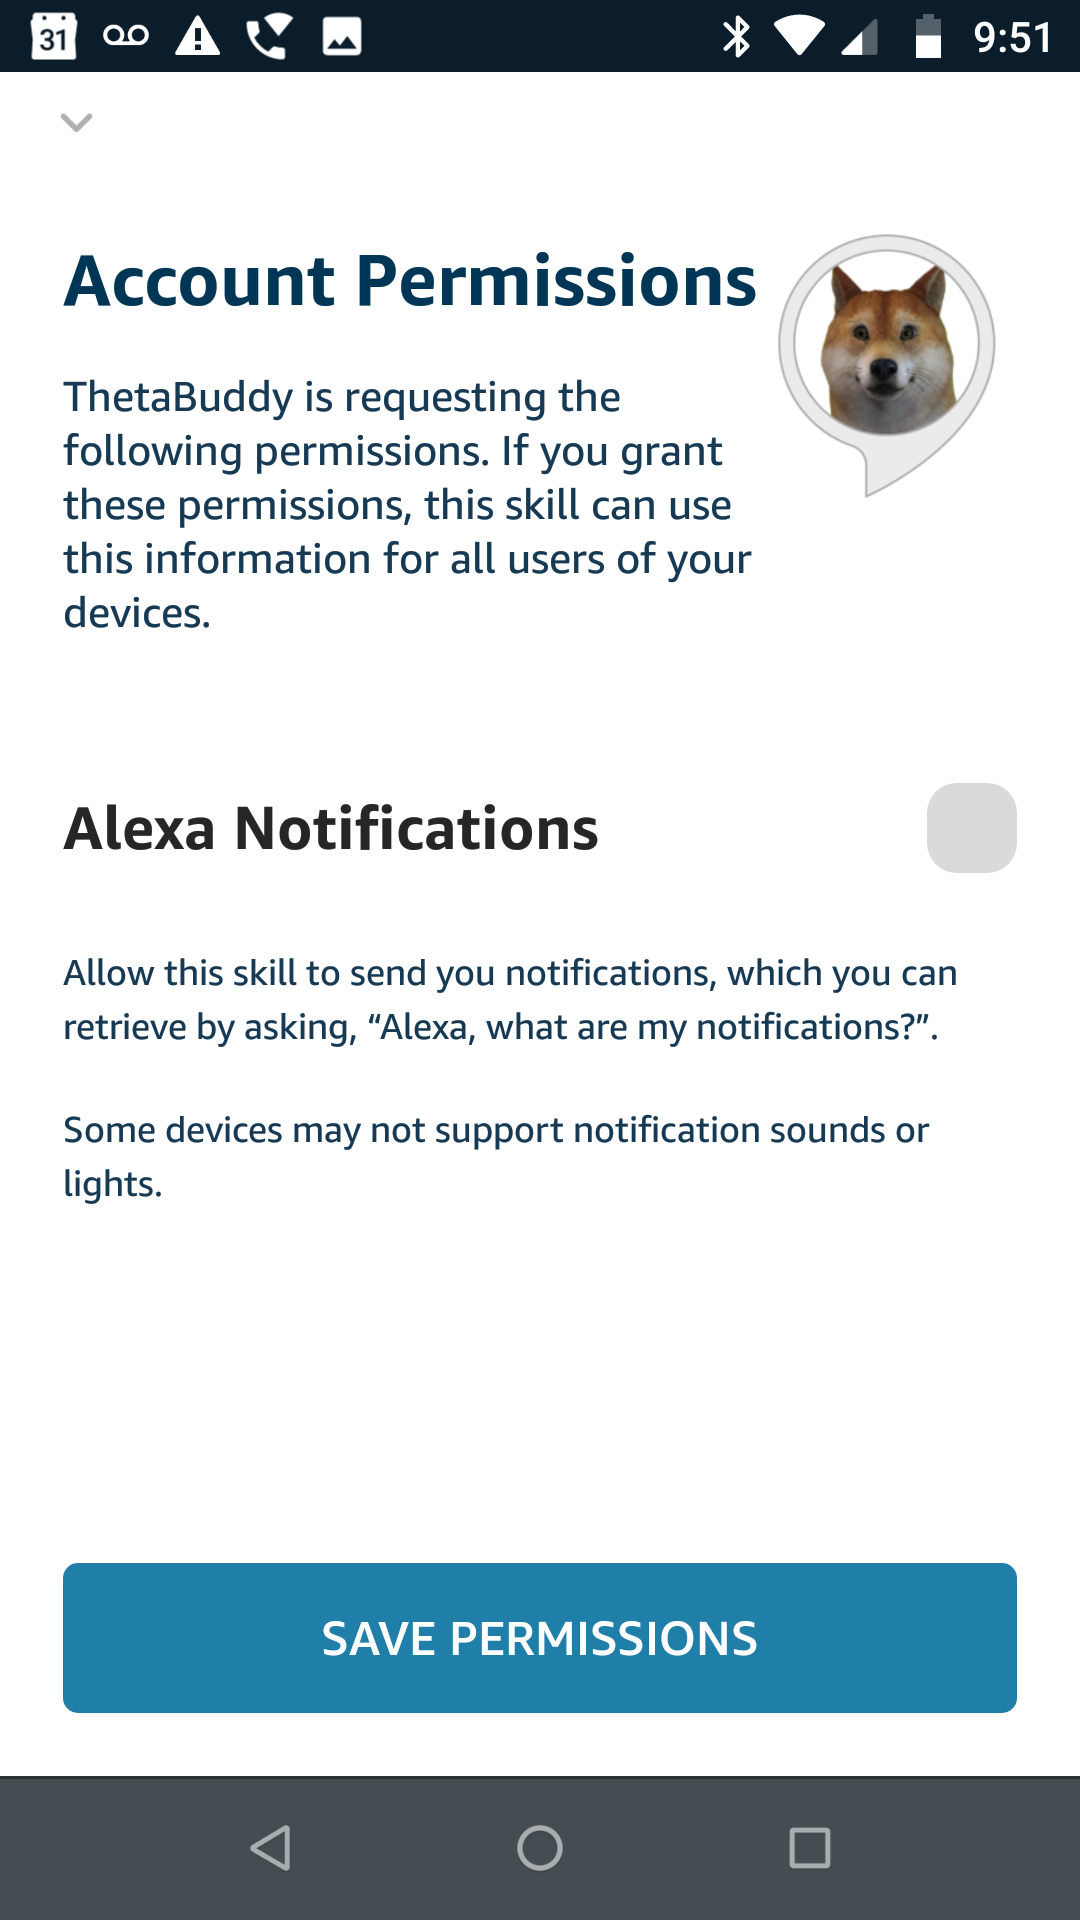 31
9:51
Account Permissions
ThetaBuddy is requesting the
following permissions. If you grant
these permissions, this skill can use
this information for all users of your
devices.
Alexa Notifications
Allow this skill to send you notifications, which you can
retrieve by asking, “Alexa, what are my notifications?”.
Some devices may not support notification sounds or
lights.
SAVE PERMISSIONS